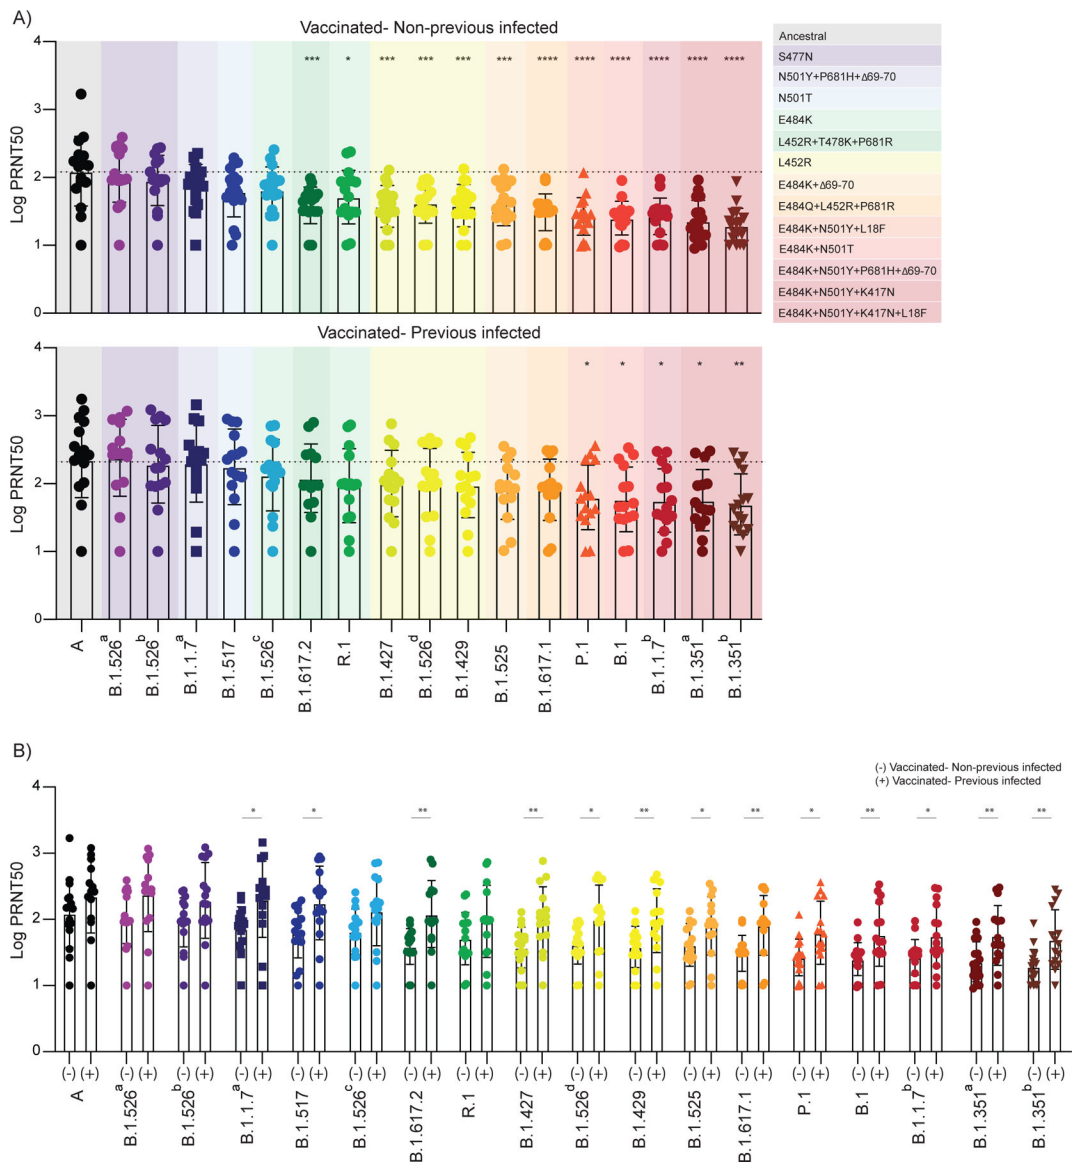 A)
Vaccinated- Non-previous infected
4
3
2
1
0
Log PRNT50
*** * *** *** *** *** **** **** **** **** **** ****
Ancestral
S477N
N501Y+P681H+Δ69-70
N501T
E484K
L452R+T478K+P681R
L452R
E484K+Δ69-70
E484Q+L452R+P681R
E484K+N501Y+L18F
E484K+N501T
E484K+N501Y+P681H+Δ69-70
E484K+N501Y+K417N
E484K+N501Y+K417N+L18F
Vaccinated- Previous infected
4
3
2
1
0
Log PRNT50
* * * * **
A
B.1.526a
B.1.526b
B.1.1.7a
B.1.517
B.1.526c
B.1.617.2
R.1
B.1.427
B.1.526d
B.1.429
B.1.525
B.1.617.1
P.1
B.1
B.1.1.7b
B.1.351a
B.1.351b
B)
(-) Vaccinated- Non-previous infected
(+) Vaccinated- Previous infected
4
3
2
1
0
Log PRNT50
* * ** ** * ** * ** * ** * ** **
(-) (+) (-) (+) (-) (+) (-) (+) (-) (+) (-) (+) (-) (+) (-) (+) (-) (+) (-) (+) (-) (+) (-) (+) (-) (+) (-) (+) (-) (+) (-) (+) (-) (+) (-) (+)
A
B.1.526a
B.1.526b
B.1.1.7a
B.1.517
B.1.526c
B.1.617.2
R.1
B.1.427
B.1.526d
B.1.429
B.1.525
B.1.617.1
P.1
B.1
B.1.1.7b
B.1.351a
B.1.351b